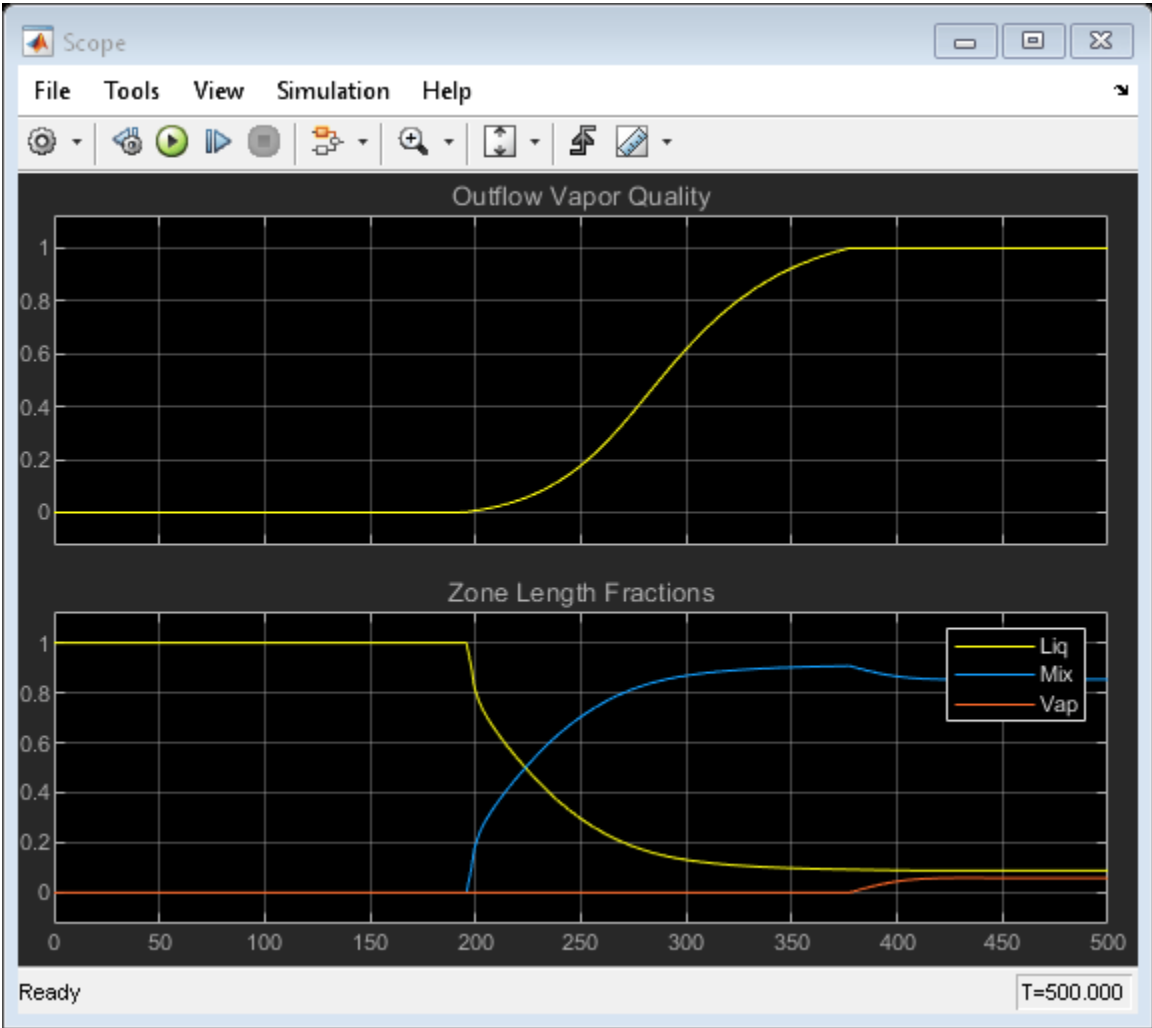 Scope
File Tools View Simulation Help
Outflow Vapor Quality
1
0.8
0.6
0.4
0.2
0
Zone Length Fractions
1
0.8
0.6
0.4
0.2
0
Liq
Mix
Vap
0 50 100 150 200 250 300 350 400 450 500
Ready T=500.000